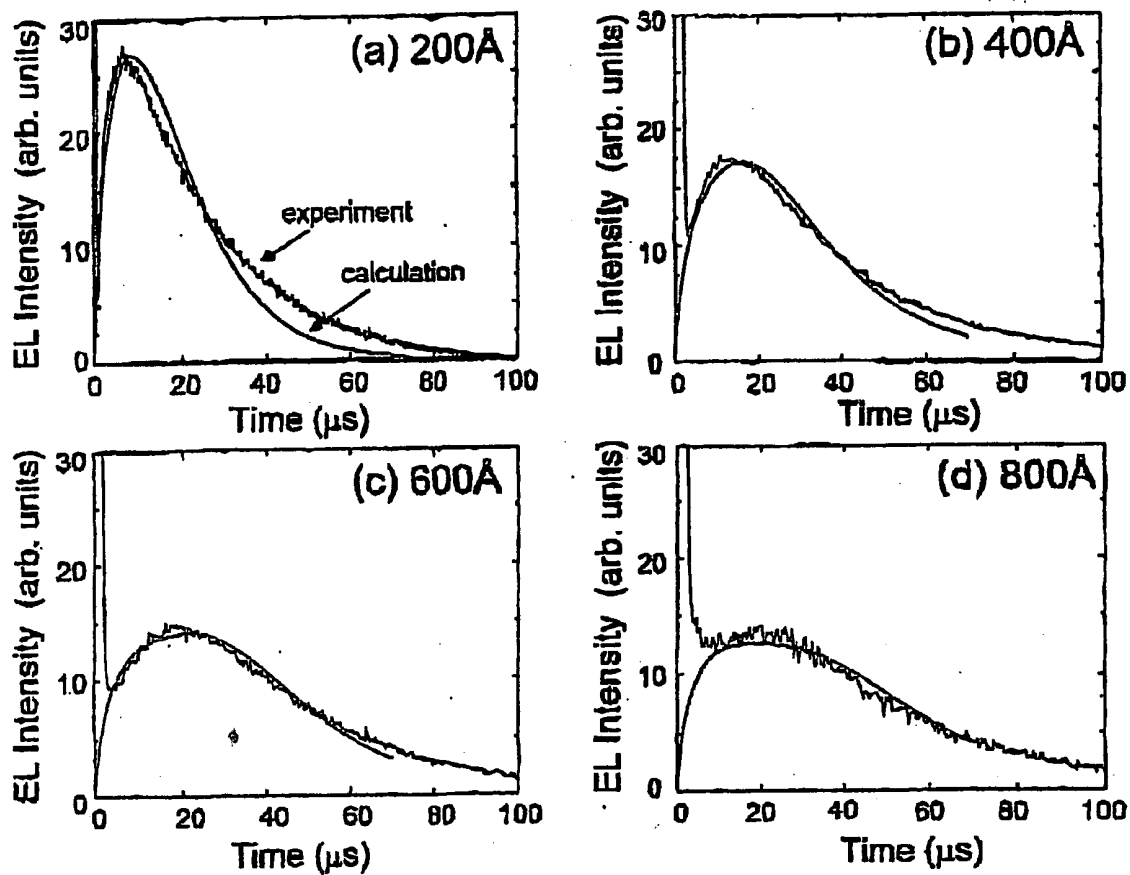 (a) 200Å
EL Intensity (arb. units)
30
20
10
0
experiment
calculation
0 20 40 60 80 100
Time (μs)
(b) 400Å
EL Intensity (arb. units)
30
20
10
0
0 20 40 60 80 100
Time (μs)
(c) 600Å
EL Intensity (arb. units)
30
20
10
0
0 20 40 60 80 100
Time (μs)
(d) 800Å
EL Intensity (arb. units)
30
20
10
0
0 20 40 60 80 100
Time (μs)